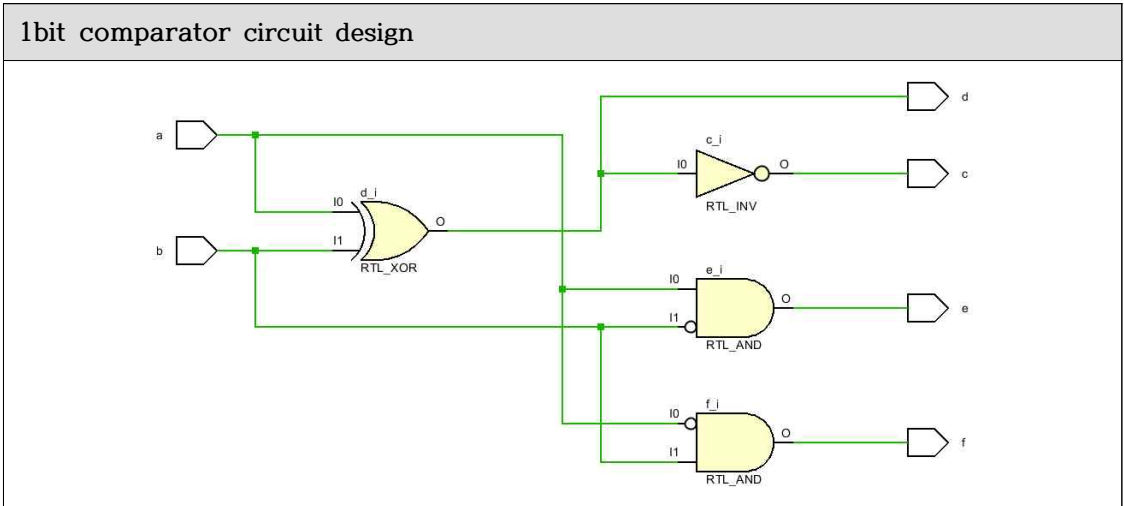 1bit comparator circuit design
d
a
c_i
I0
O
c
RTL_INV
d_i
I0
O
I1
b
RTL_XOR
e_i
I0
O
I1
e
RTL_AND
f_i
I0
O
I1
f
RTL_AND